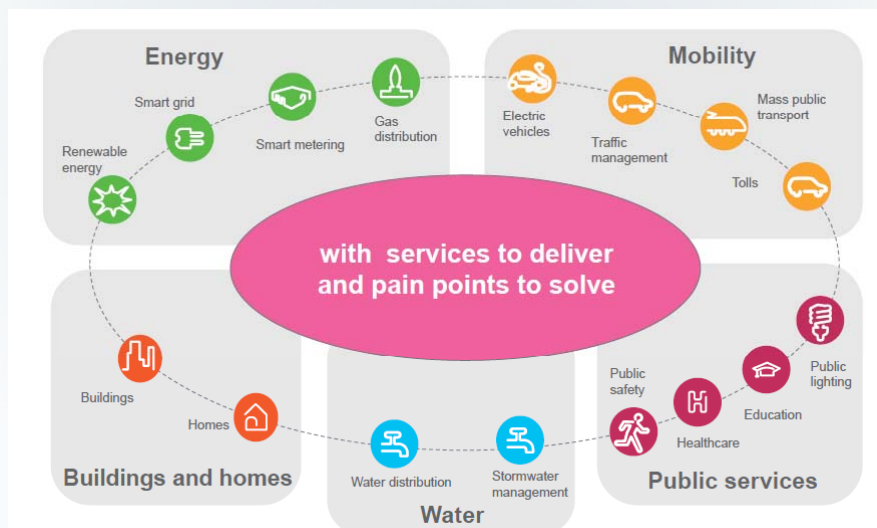 Energy
Smart grid
Renewable
energy
Smart metering
Gas
distribution
Mobility
Electric
vehicles
Traffic
management
Mass public
transport
Tolls
with services to deliver
and pain points to solve
Buildings
Homes
Buildings and homes
Water distribution
Stormwater
management
Water
Public
safety
Healthcare
Education
Public
lighting
Public services